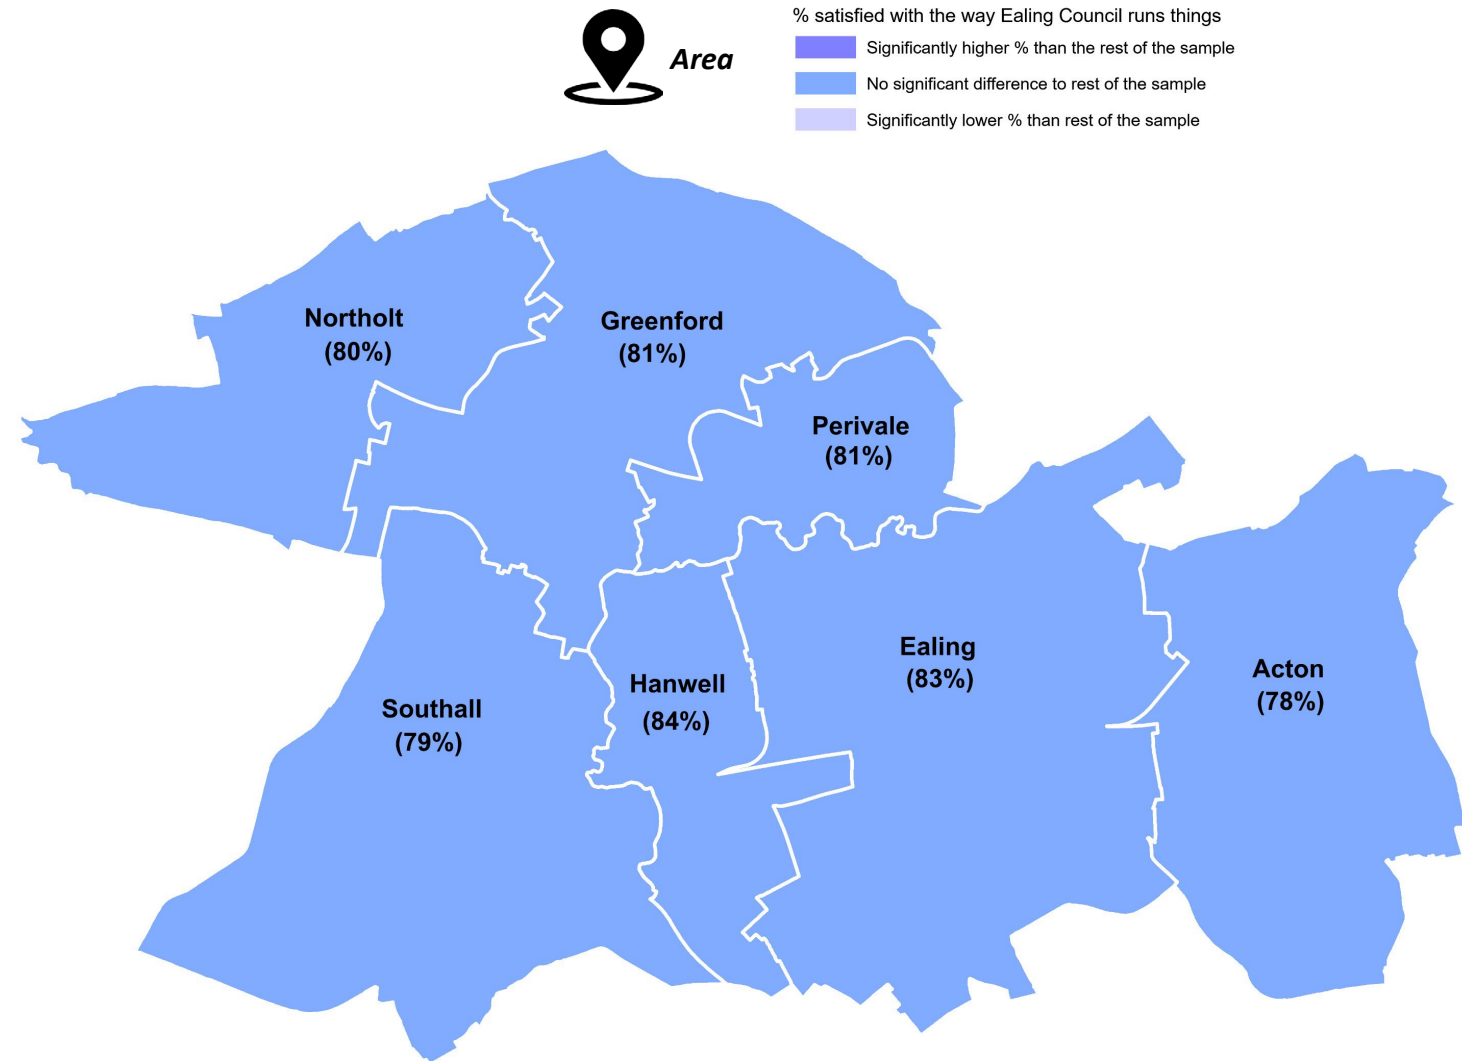 % satisfied with the way Ealing Council runs things
Area
Significantly higher % than the rest of the sample
No significant difference to rest of the sample
Significantly lower % than rest of the sample
Northolt
(80%)
Greenford
(81%)
Perivale
(81%)
Ealing
(83%)
Acton
(78%)
Hanwell
(84%)
Southall
(79%)